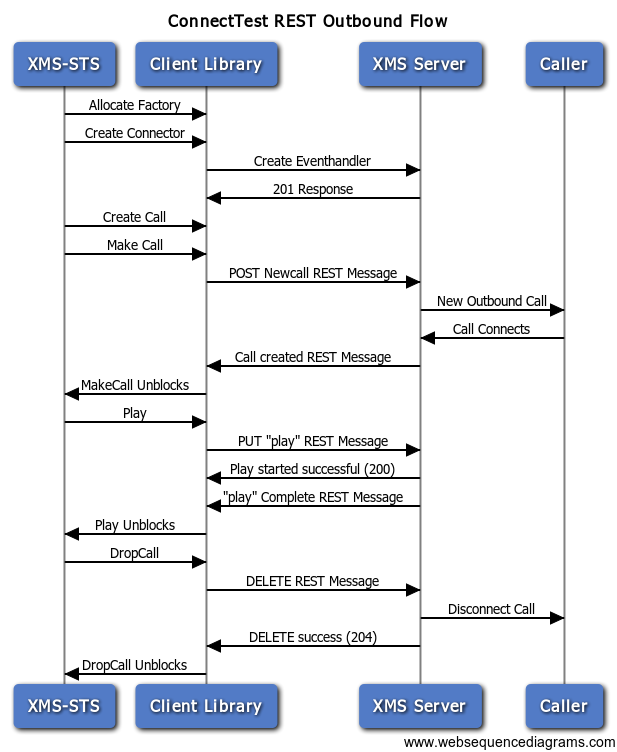 ConnectTest REST Outbound Flow
XMS-STS
Client Library
XMS Server
Caller
Allocate Factory
Create Connector
Create Eventhandler
201 Response
Create Call
Make Call
POST Newcall REST Message
New Outbound Call
Call Connects
Call created REST Message
MakeCall Unblocks
Play
PUT "play" REST Message
Play started successful (200)
"play" Complete REST Message
Play Unblocks
DropCall
DELETE REST Message
Disconnect Call
DELETE success (204)
DropCall Unblocks
XMS-STS
Client Library
XMS Server
Caller
www.websequencediagrams.com